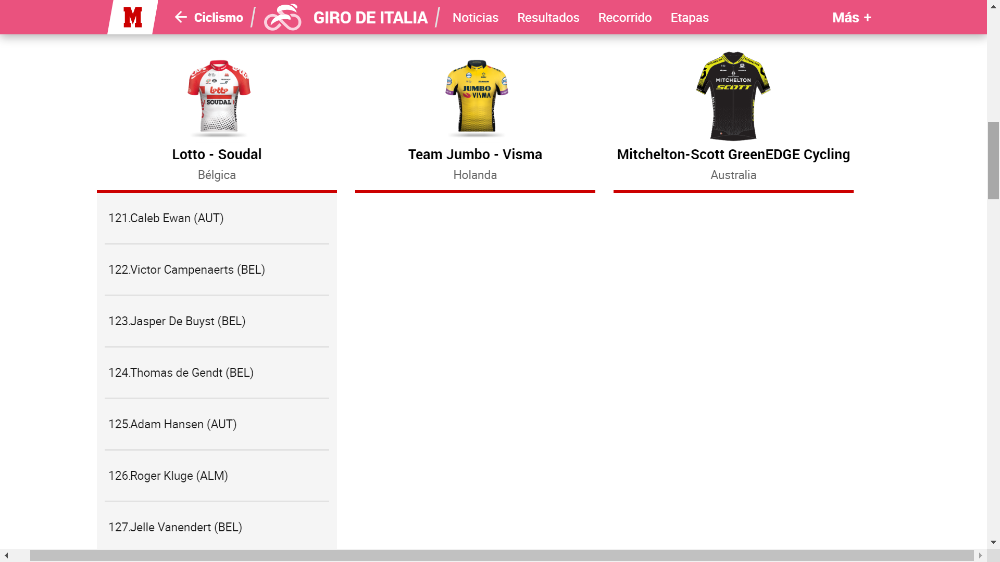 M
Ciclismo
GIRO DE ITALIA
Noticias
Resultados
Recorrido
Etapas
Más +
Lotto
SOUDAL
JUMBO
VISMA
MITCHELTON
MITCHELTON
MITCHELTON
SCOTT
Lotto - Soudal
Bélgica
Team Jumbo - Visma
Holanda
Mitchelton-Scott GreenEDGE Cycling
Australia
121.Caleb Ewan (AUT)
122.Victor Campenaerts (BEL)
123.Jasper De Buyst (BEL)
124.Thomas de Gendt (BEL)
125.Adam Hansen (AUT)
126.Roger Kluge (ALM)
127.Jelle Vanendert (BEL)